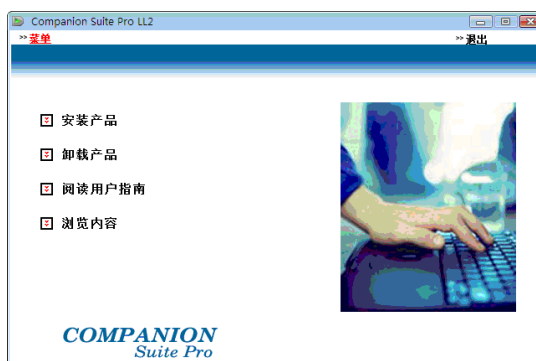 Companion Suite Pro LL2
>> 菜单 >> 退出
安装产品
卸载产品
阅读用户指南
浏览内容
COMPANION
Suite Pro